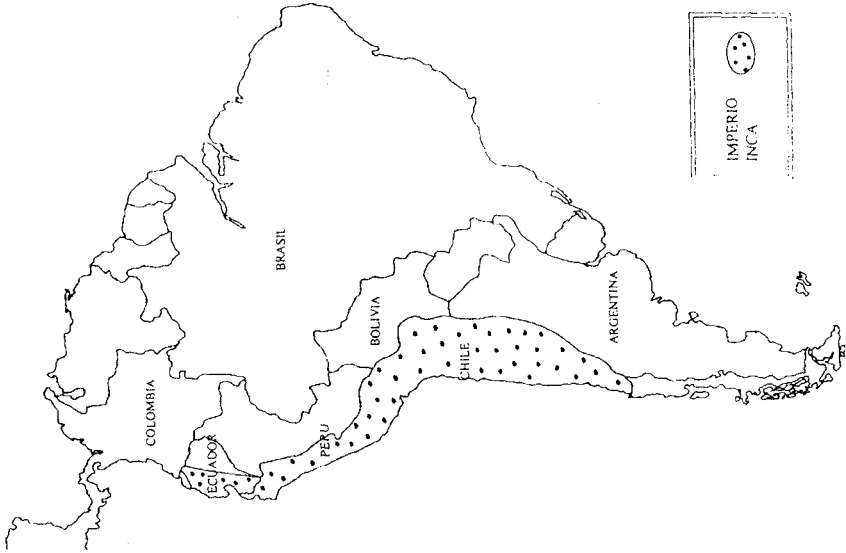 COLOMBIA
ECUADOR
PERU
BRASIL
BOLIVIA
CHILE
ARGENTINA
IMPERIO
INCA